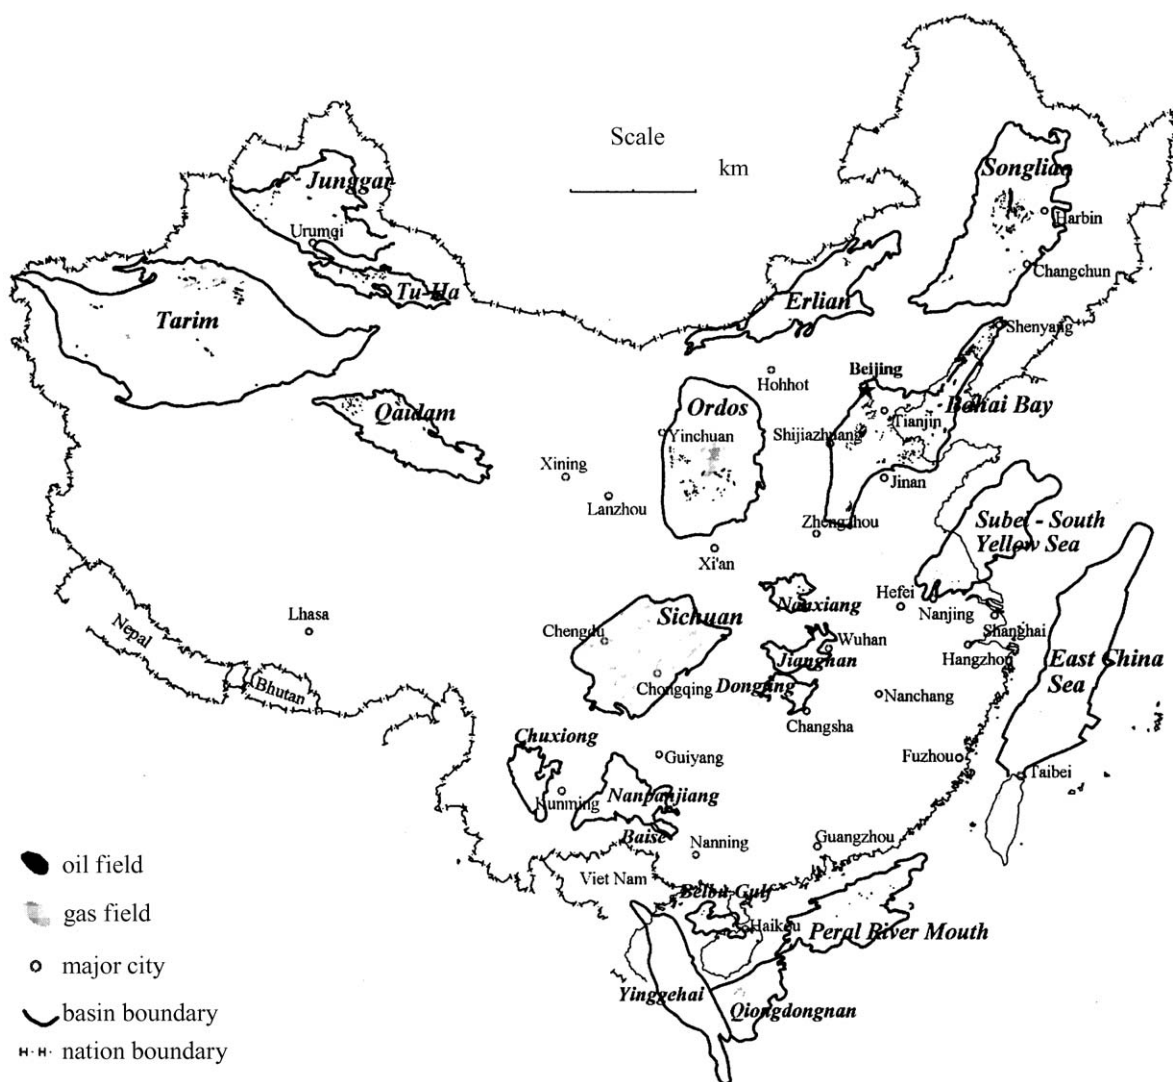 Scale
km
Junggar
Urumqi
Tu-Ha
Tarim
Qaidam
Songliao
Harbin
Changchun
Erlian
Shenyang
Hohhot
Beijing
Bohai Bay
Tianjin
Ordos
Yinchuan
Shijiazhuang
Jinan
Xining
Lanzhou
Zhengzhou
Xi'an
Subei - South
Yellow Sea
Nanxiang
Hefei
Nanjing
Shanghai
Hangzhou
East China
Sea
Lhasa
Nepal
Bhutan
Sichuan
Chengdu
Chongqing
Wuhan
Jianghan
Dongting
Changsha
Nanchang
Fuzhou
Taibei
Chuxiong
Kunming
Guiyang
Nanpanjiang
Baise
Nanning
Guangzhou
Viet Nam
Beibu Gulf
Haikou
Peral River Mouth
Yinggehai
Qiongdongnan
oil field
gas field
major city
basin boundary
nation boundary